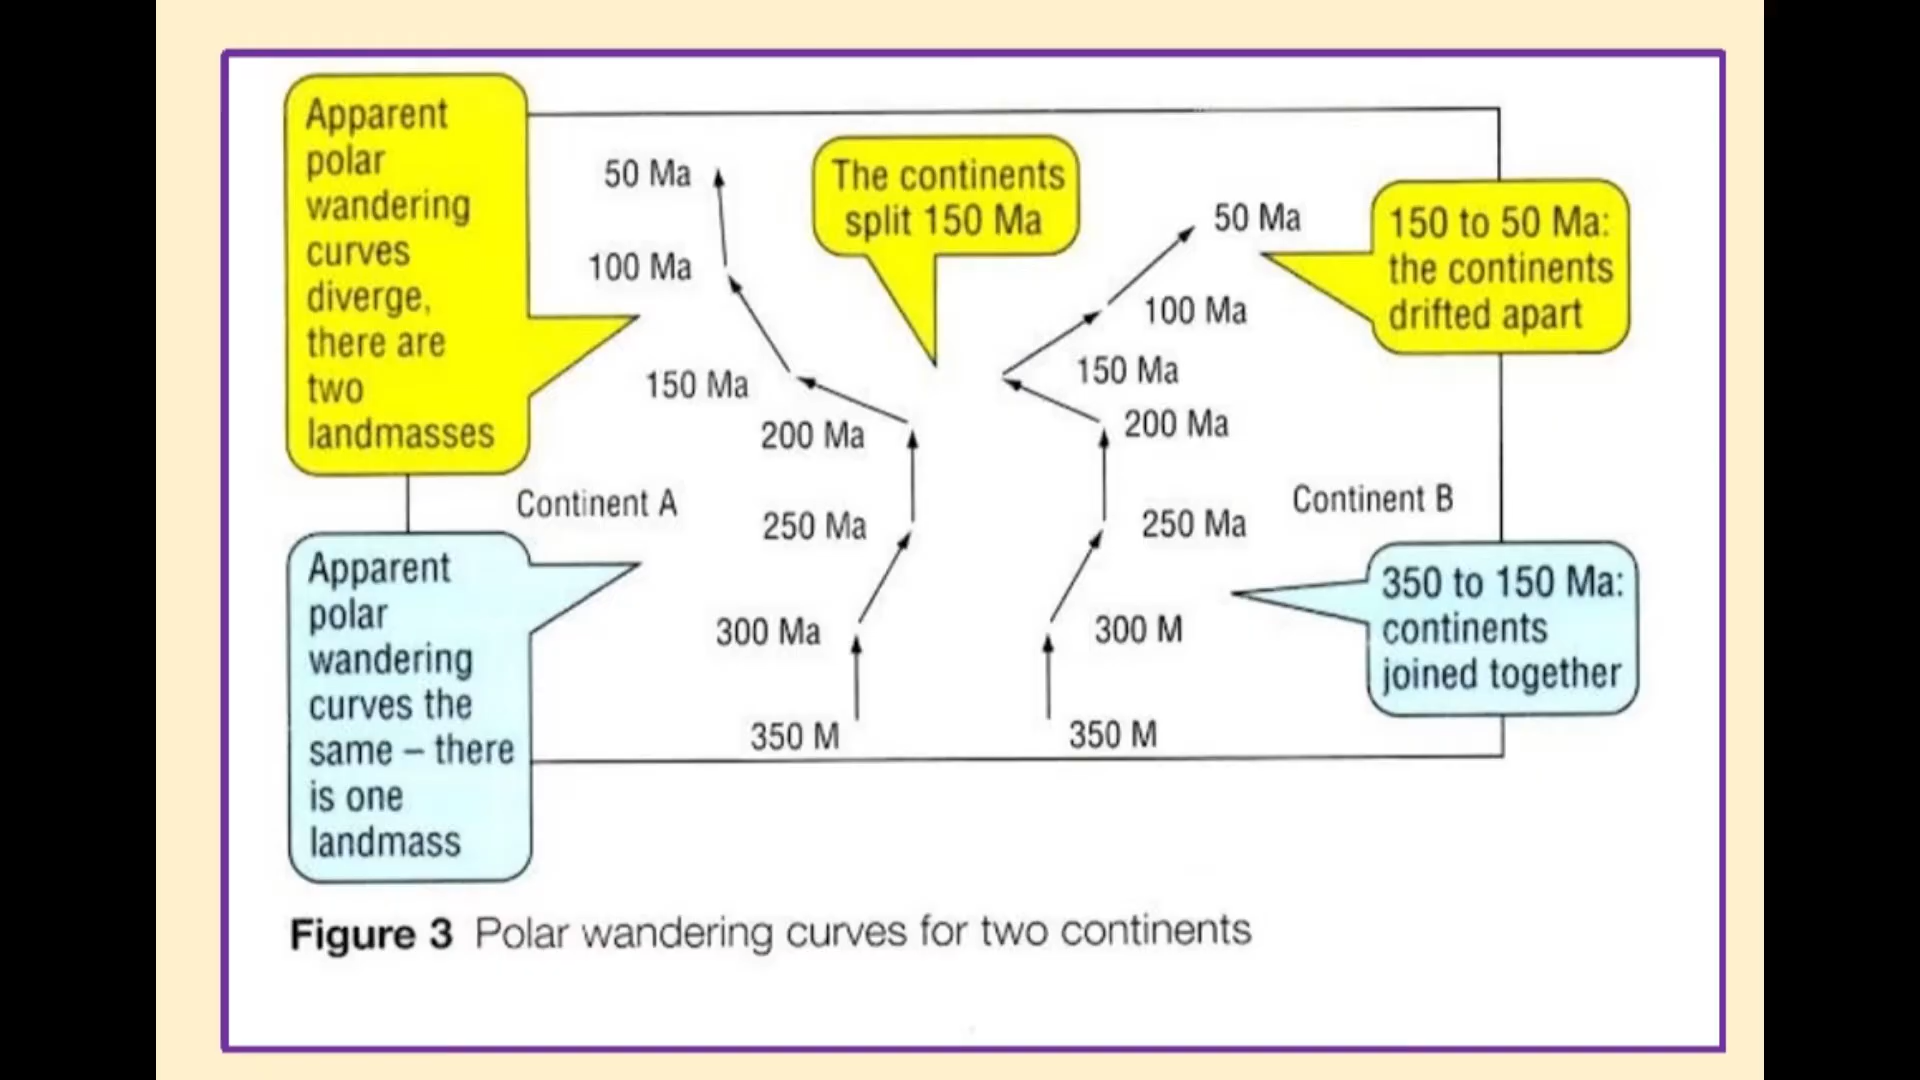 Apparent
polar
wandering
curves
diverge,
there are
two
landmasses
The continents
split 150 Ma
150 to 50 Ma:
the continents
drifted apart
50 Ma
50 Ma
100 Ma
100 Ma
150 Ma
150 Ma
200 Ma
200 Ma
Continent A
Continent B
250 Ma
250 Ma
Apparent
polar
wandering
curves the
same – there
is one
landmass
350 to 150 Ma:
continents
joined together
300 Ma
300 M
350 M
350 M
Figure 3 Polar wandering curves for two continents